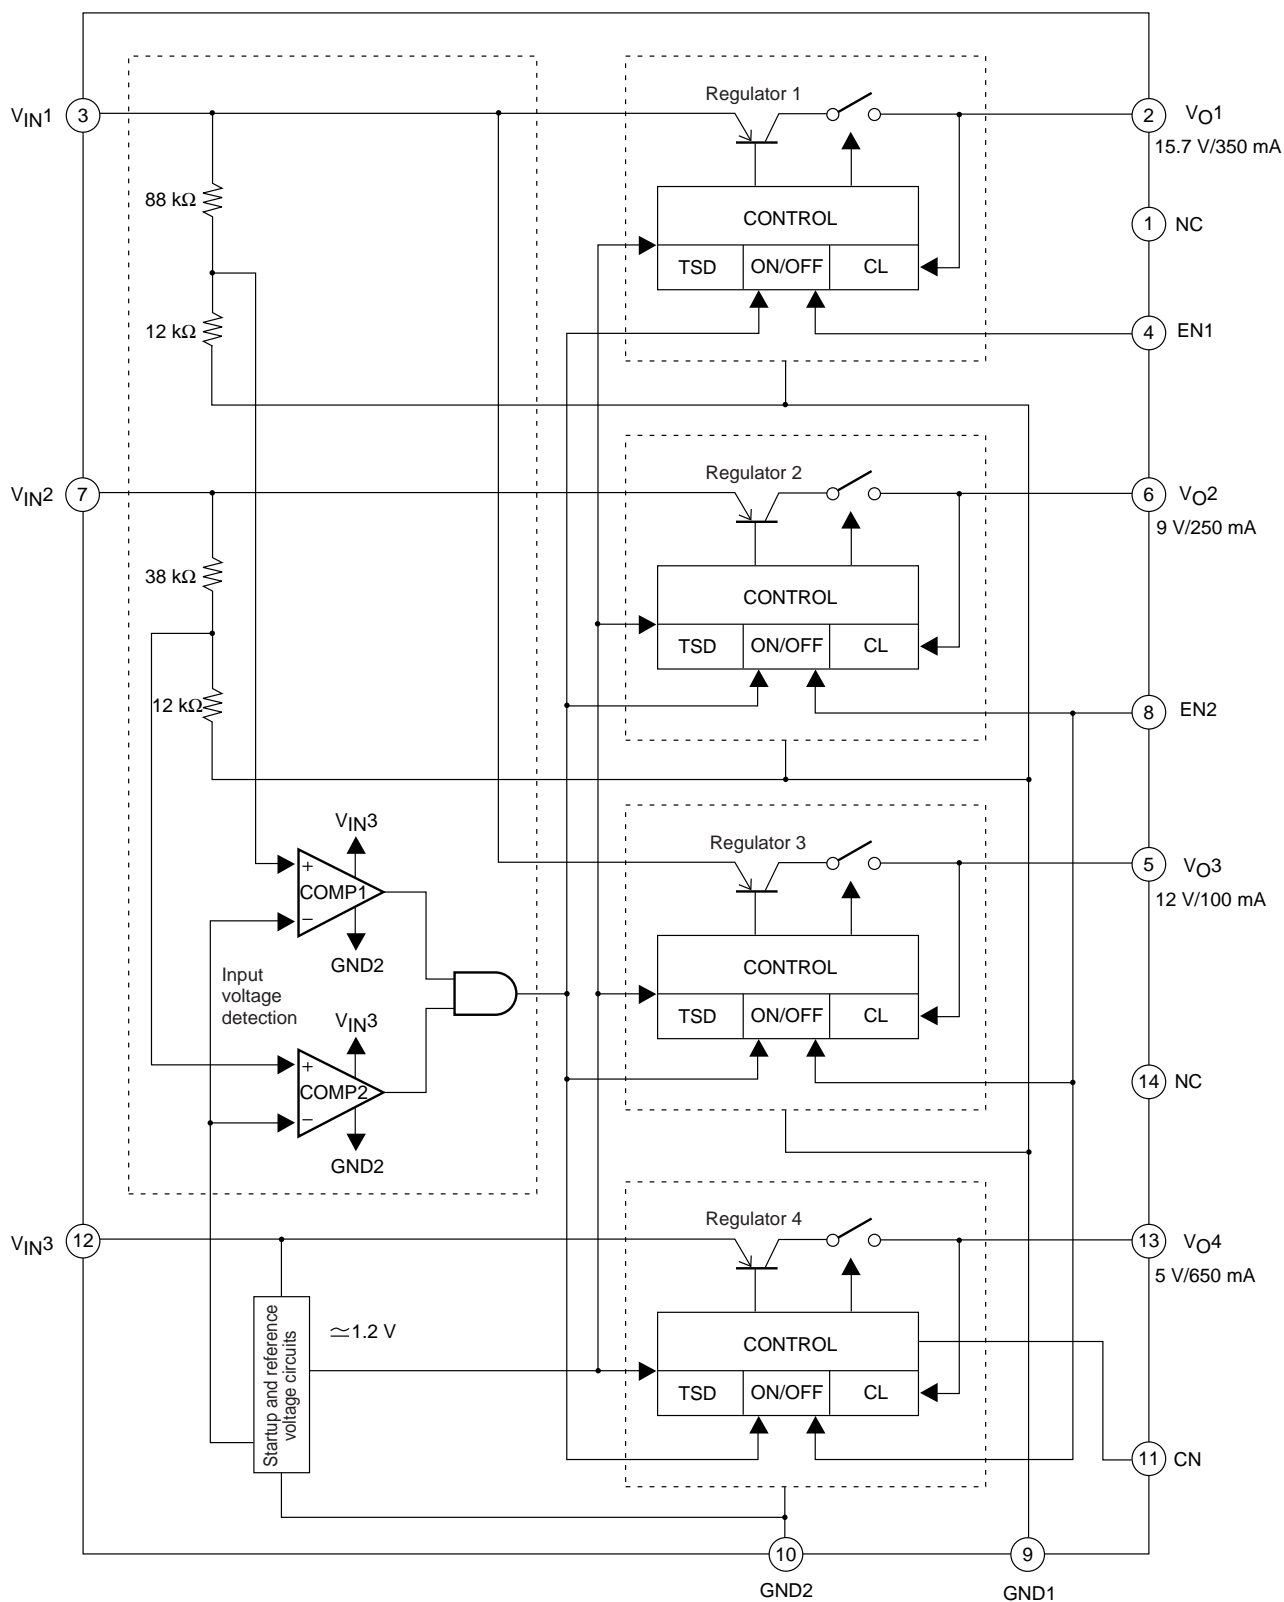 Regulator 1
VIN1
3
2
VO1
15.7 V/350 mA
88 kΩ
CONTROL
1
NC
TSD
ON/OFF
CL
12 kΩ
4
EN1
Regulator 2
VIN2
7
6
VO2
9 V/250 mA
38 kΩ
CONTROL
TSD
ON/OFF
CL
12 kΩ
8
EN2
VIN3
Regulator 3
+
COMP1
−
5
VO3
12 V/100 mA
GND2
CONTROL
Input
voltage
detection
TSD
ON/OFF
CL
VIN3
+
COMP2
−
14
NC
GND2
Regulator 4
VIN3
12
13
VO4
5 V/650 mA
≃1.2 V
CONTROL
Startup and reference
voltage circuits
TSD
ON/OFF
CL
11
CN
10
9
GND2
GND1